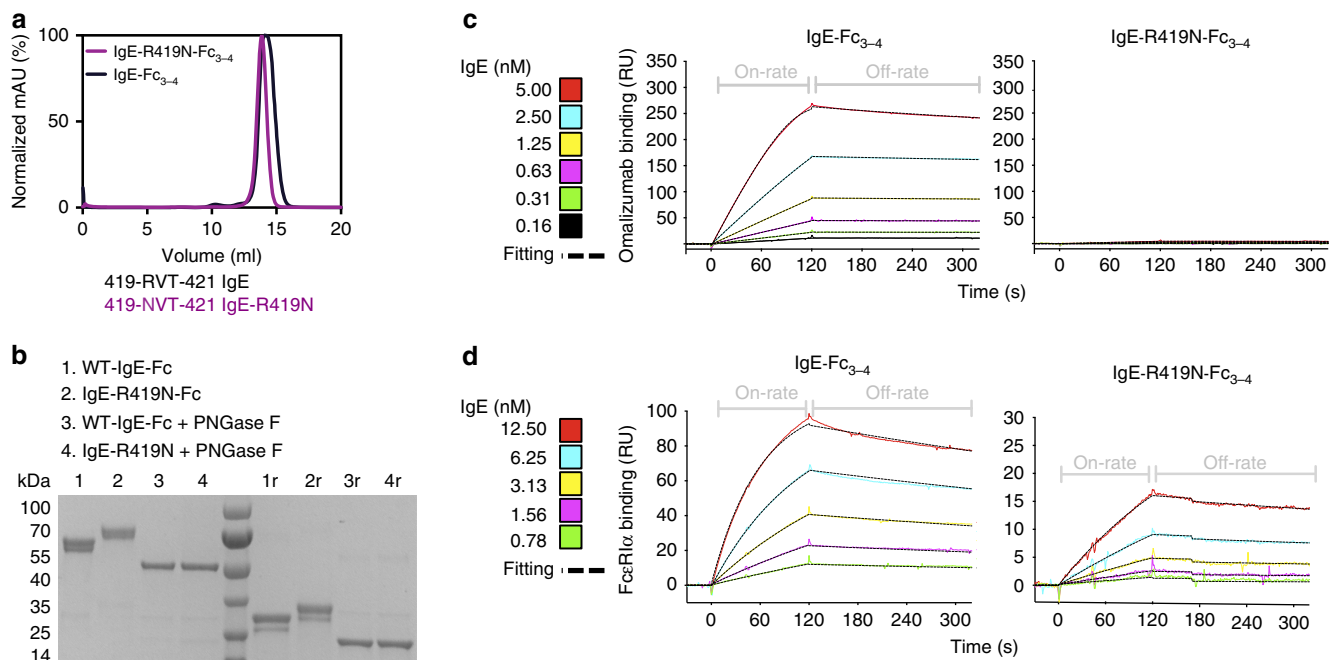 a
Normalized mAU (%)
100
50
0
IgE-R419N-Fc3–4
IgE-Fc3–4
0 5 10 15 20
Volume (ml)
419-RVT-421 IgE
419-NVT-421 IgE-R419N
b
1. WT-IgE-Fc
2. IgE-R419N-Fc
3. WT-IgE-Fc + PNGase F
4. IgE-R419N + PNGase F
kDa 1 2 3 4 1r 2r 3r 4r
100
70
55
40
35
25
14
c
IgE (nM)
5.00
2.50
1.25
0.63
0.31
0.16
Fitting
Omalizumab binding (RU)
IgE-Fc3–4
On-rate Off-rate
350
300
250
200
150
100
50
0 60 120 180 240 300
IgE-R419N-Fc3–4
350
300
250
200
150
100
50
0 60 120 180 240 300
Time (s)
d
IgE (nM)
12.50
6.25
3.13
1.56
0.78
Fitting
FcεRIα binding (RU)
IgE-Fc3–4
On-rate Off-rate
100
80
60
40
20
0
0 60 120 180 240 300
IgE-R419N-Fc3–4
On-rate Off-rate
30
25
20
15
10
5
0
0 60 120 180 240 300
Time (s)